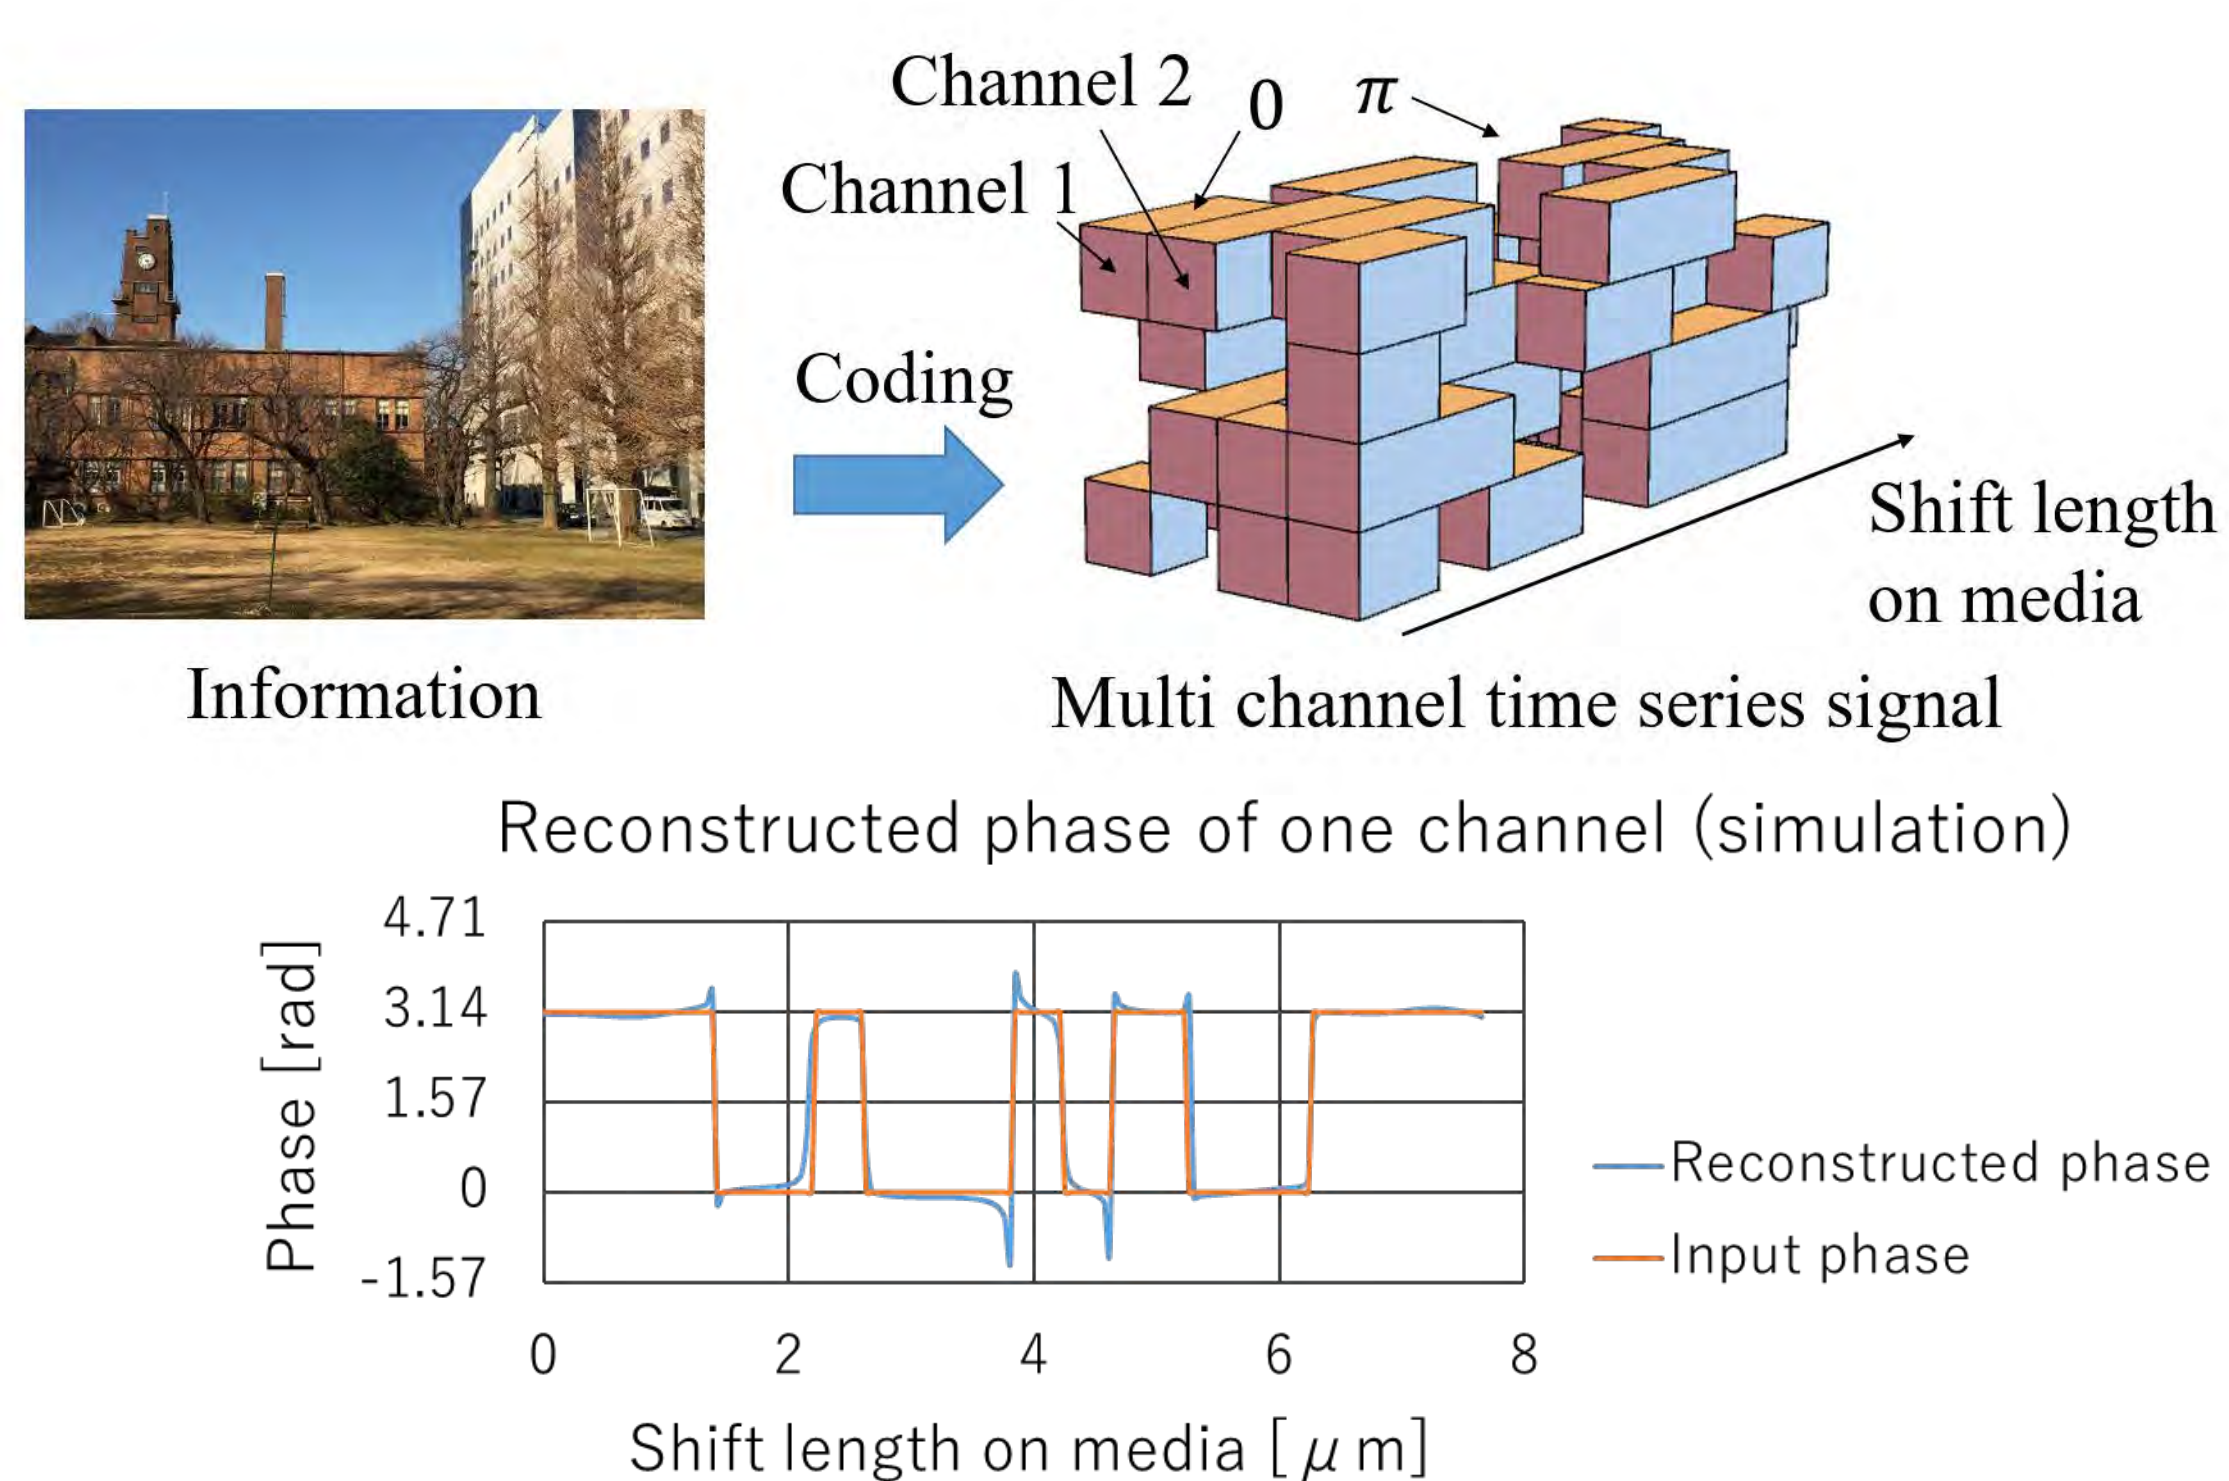 Channel 2
0
π
Channel 1
Coding
Shift length
on media
Information
Multi channel time series signal
Reconstructed phase of one channel (simulation)
4.71
3.14
1.57
0
-1.57
Phase [rad]
0 2 4 6 8
Shift length on media [μm]
Reconstructed phase
Input phase